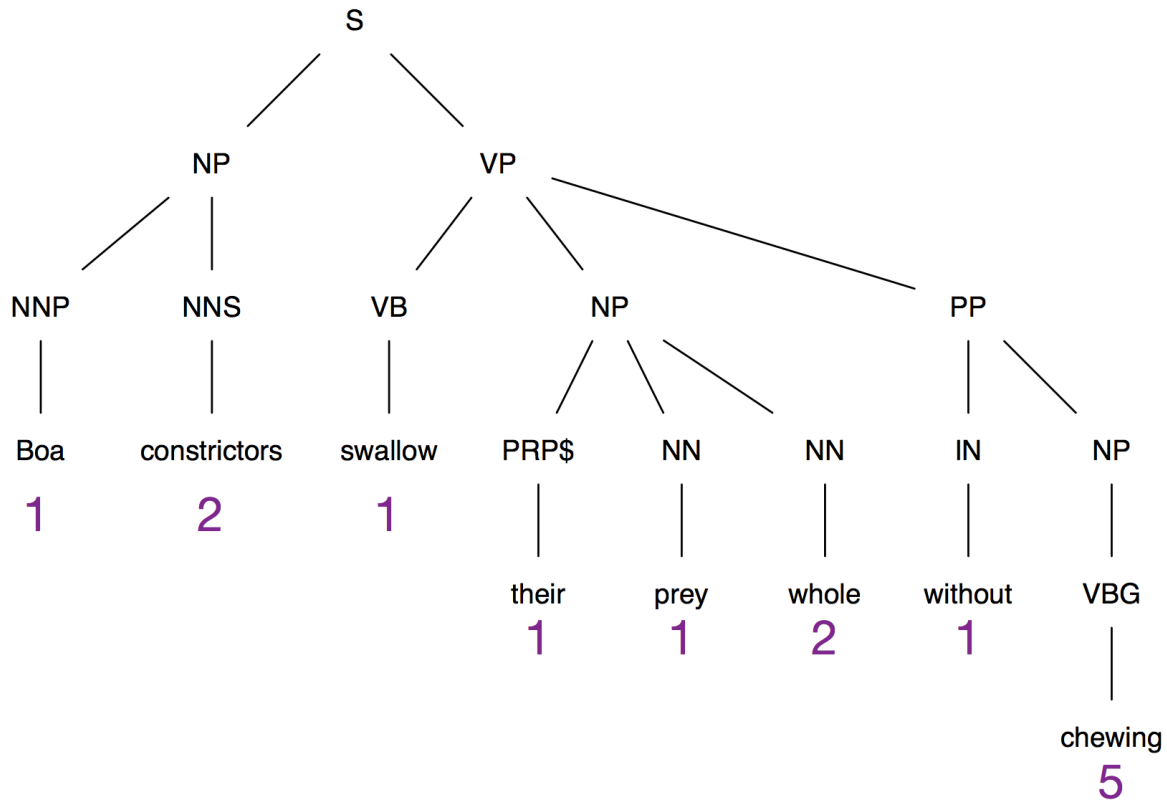 S
NP VP
NNP NNS VB NP PP
Boa constrictors swallow PRP$ NN NN IN NP
1 2 1
their prey whole without VBG
1 1 2 1
chewing
5